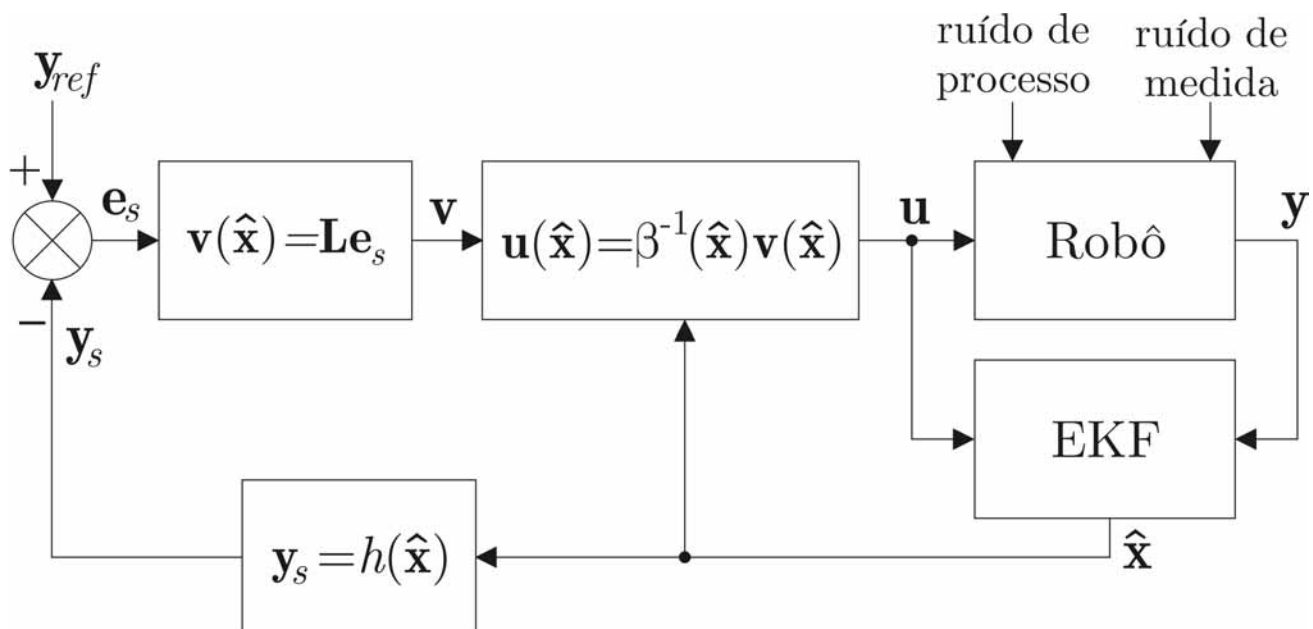 ruído de
processo
ruído de
medida
y_ref
+
e_s
v(x̂)=Le_s
v
u(x̂)=β⁻¹(x̂)v(x̂)
u
Robô
y
−
y_s
EKF
y_s=h(x̂)
x̂